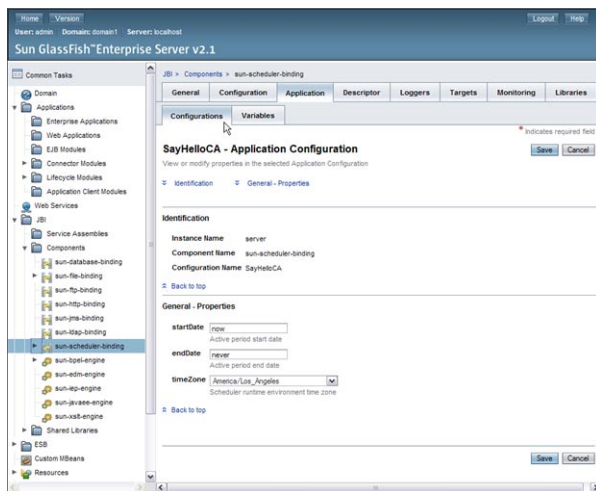 Home Version Logout Help
User: admin Domain: domain1 Server: localhost
Sun GlassFish™ Enterprise Server v2.1
Common Tasks
Domain
Applications
Enterprise Applications
Web Applications
EJB Modules
Connector Modules
Lifecycle Modules
Application Client Modules
Web Services
JBI
Service Assemblies
Components
sun-database-binding
sun-file-binding
sun-ftp-binding
sun-http-binding
sun-jms-binding
sun-ldap-binding
sun-scheduler-binding
sun-bpel-engine
sun-edm-engine
sun-iep-engine
sun-javaee-engine
sun-xslt-engine
Shared Libraries
ESB
Custom MBeans
Resources
JBI > Components > sun-scheduler-binding
General Configuration Application Descriptor Loggers Targets Monitoring Libraries
Configurations Variables
* Indicates required field
SayHelloCA - Application Configuration Save Cancel
View or modify properties in the selected Application Configuration
Identification General - Properties
Identification
Instance Name server
Component Name sun-scheduler-binding
Configuration Name SayHelloCA
Back to top
General - Properties
startDate now
Active period start date
endDate never
Active period end date
timeZone America/Los_Angeles
Scheduler runtime environment time zone
Back to top
Save Cancel